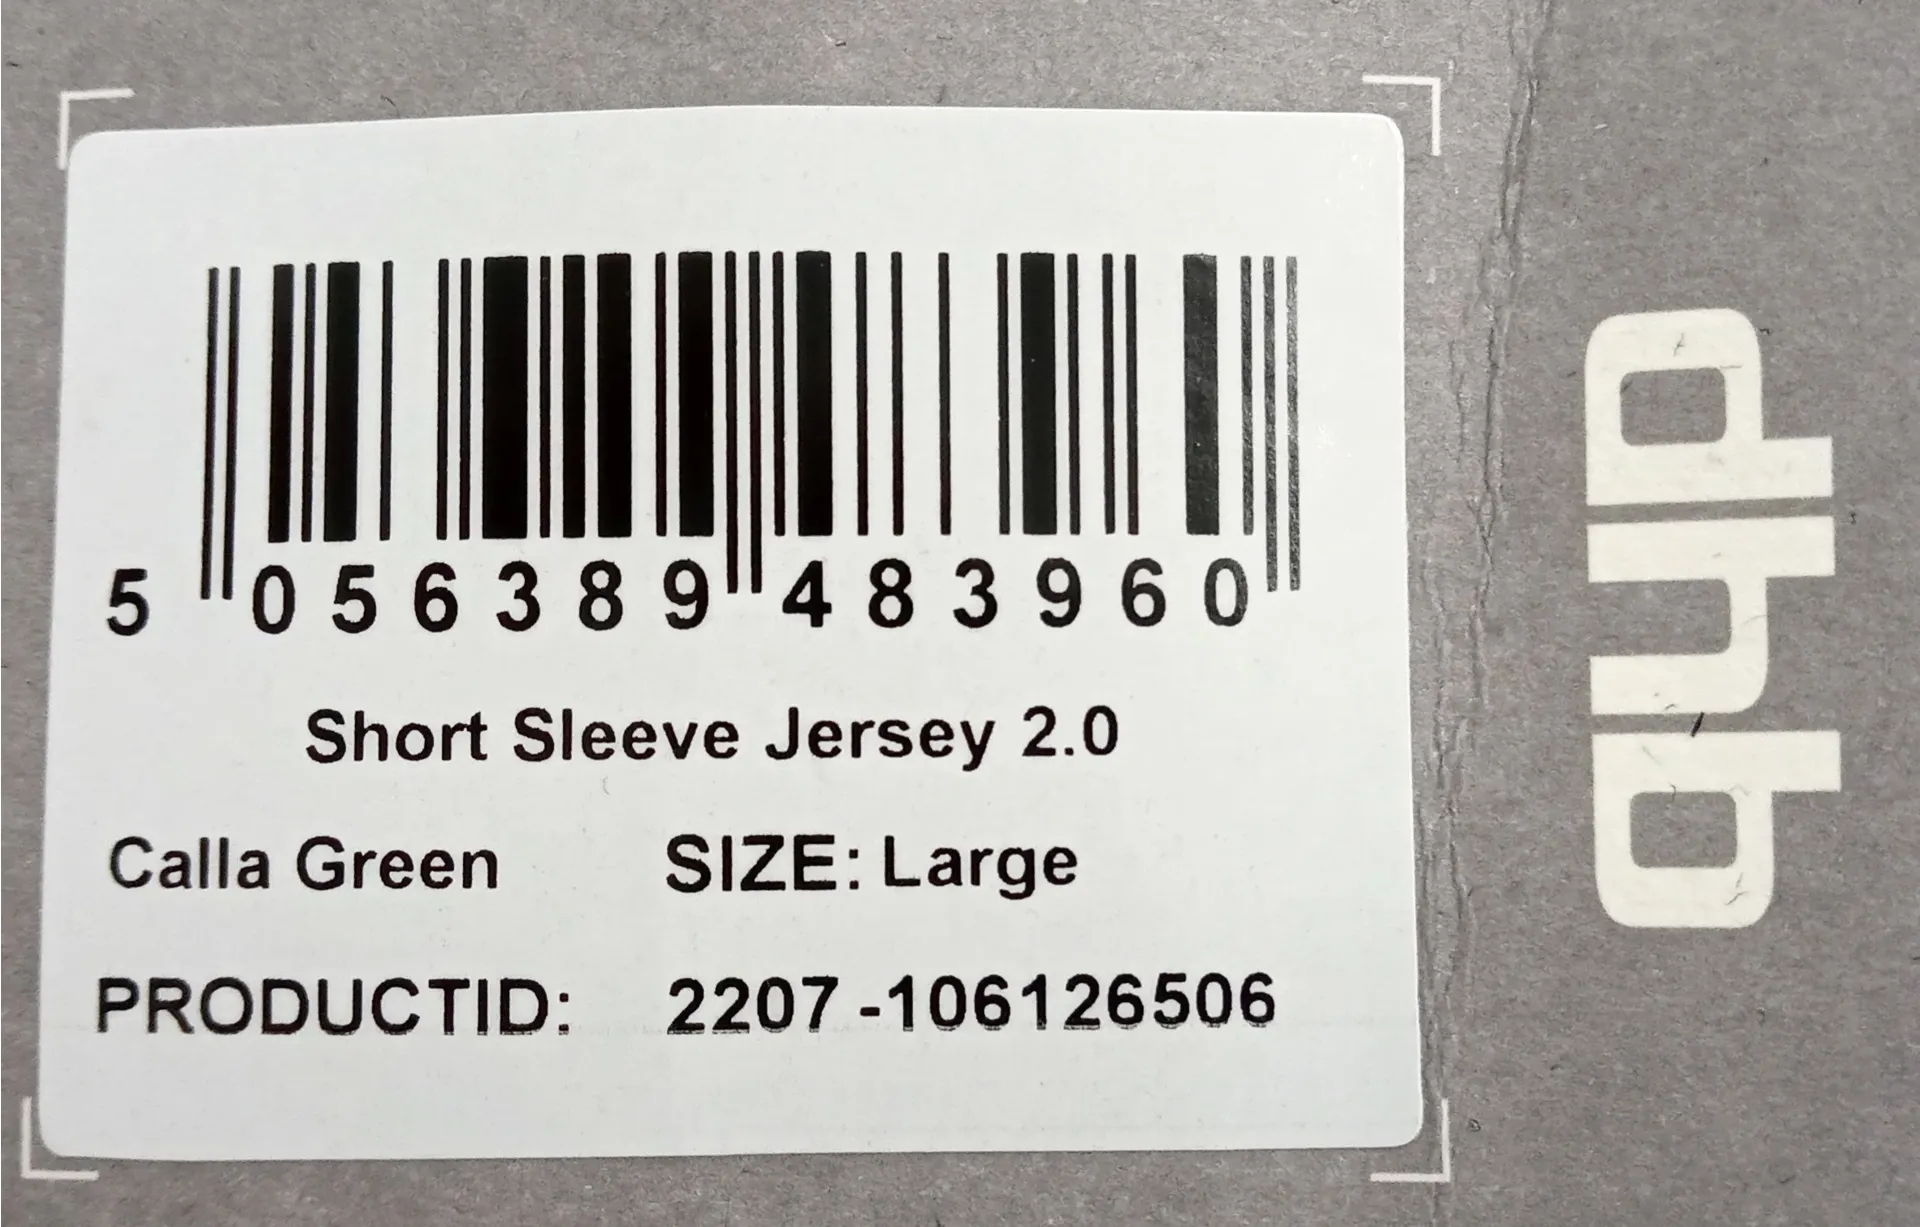 5 056389 483960
Short Sleeve Jersey 2.0
Calla Green SIZE: Large
PRODUCTID: 2207 -106126506
dhb